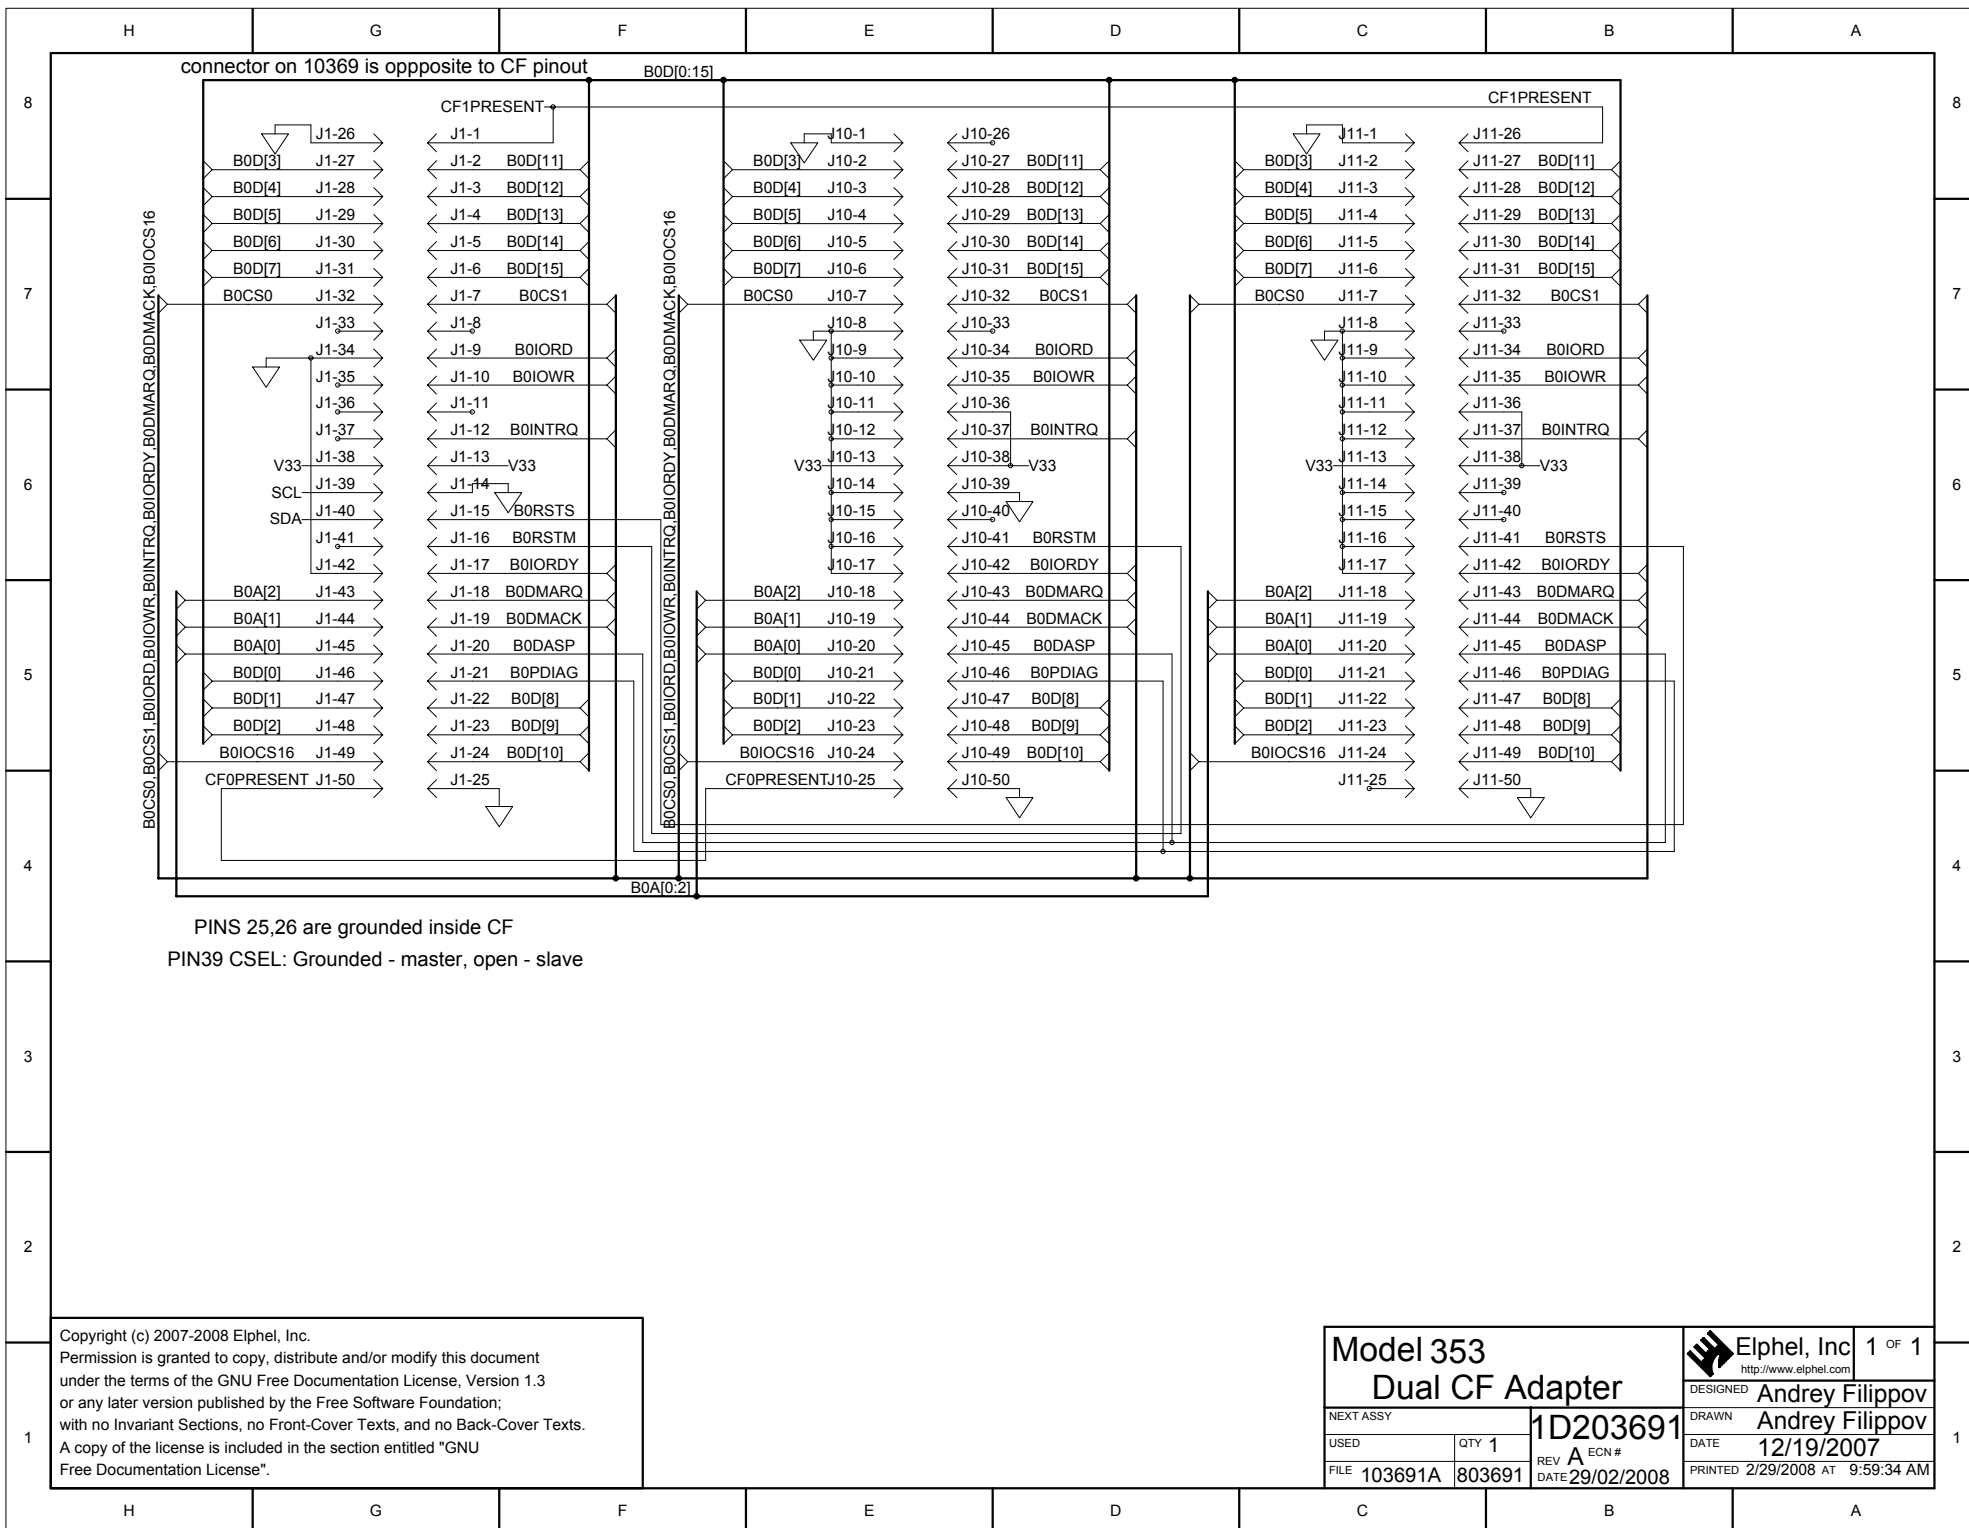 H G F E D C B A
connector on 10369 is oppposite to CF pinout
B0D[0:15]
8 CF1PRESENT CF1PRESENT 8
J1-26 J1-1 J10-1 J10-26 J11-1 J11-26
B0D[3] J1-27 J1-2 B0D[11] B0D[3] J10-2 J10-27 B0D[11] B0D[3] J11-2 J11-27 B0D[11]
B0D[4] J1-28 J1-3 B0D[12] B0D[4] J10-3 J10-28 B0D[12] B0D[4] J11-3 J11-28 B0D[12]
B0D[5] J1-29 J1-4 B0D[13] B0D[5] J10-4 J10-29 B0D[13] B0D[5] J11-4 J11-29 B0D[13]
B0D[6] J1-30 J1-5 B0D[14] B0D[6] J10-5 J10-30 B0D[14] B0D[6] J11-5 J11-30 B0D[14]
B0D[7] J1-31 J1-6 B0D[15] B0D[7] J10-6 J10-31 B0D[15] B0D[7] J11-6 J11-31 B0D[15]
7 B0CS0 J1-32 J1-7 B0CS1 B0CS0 J10-7 J10-32 B0CS1 B0CS0 J11-7 J11-32 B0CS1 7
J1-33 J1-8 J10-8 J10-33 J11-8 J11-33
J1-34 J1-9 B0IORD J10-9 J10-34 B0IORD J11-9 J11-34 B0IORD
J1-35 J1-10 B0IOWR J10-10 J10-35 B0IOWR J11-10 J11-35 B0IOWR
J1-36 J1-11 J10-11 J10-36 J11-11 J11-36
J1-37 J1-12 B0INTRQ J10-12 J10-37 B0INTRQ J11-12 J11-37 B0INTRQ
V33 J1-38 J1-13 V33 V33 J10-13 J10-38 V33 V33 J11-13 J11-38 V33
6 SCL J1-39 J1-14 J10-14 J10-39 J11-14 J11-39 6
SDA J1-40 J1-15 B0RSTS J10-15 J10-40 J11-15 J11-40
J1-41 J1-16 B0RSTM J10-16 J10-41 B0RSTM J11-16 J11-41 B0RSTS
J1-42 J1-17 B0IORDY J10-17 J10-42 B0IORDY J11-17 J11-42 B0IORDY
B0A[2] J1-43 J1-18 B0DMARQ B0A[2] J10-18 J10-43 B0DMARQ B0A[2] J11-18 J11-43 B0DMARQ
B0A[1] J1-44 J1-19 B0DMACK B0A[1] J10-19 J10-44 B0DMACK B0A[1] J11-19 J11-44 B0DMACK
B0A[0] J1-45 J1-20 B0DASP B0A[0] J10-20 J10-45 B0DASP B0A[0] J11-20 J11-45 B0DASP
5 B0D[0] J1-46 J1-21 B0PDIAG B0D[0] J10-21 J10-46 B0PDIAG B0D[0] J11-21 J11-46 B0PDIAG 5
B0D[1] J1-47 J1-22 B0D[8] B0D[1] J10-22 J10-47 B0D[8] B0D[1] J11-22 J11-47 B0D[8]
B0D[2] J1-48 J1-23 B0D[9] B0D[2] J10-23 J10-48 B0D[9] B0D[2] J11-23 J11-48 B0D[9]
B0IOCS16 J1-49 J1-24 B0D[10] B0IOCS16 J10-24 J10-49 B0D[10] B0IOCS16 J11-24 J11-49 B0D[10]
CF0PRESENT J1-50 J1-25 CF0PRESENT J10-25 J10-50 J11-25 J11-50
B0CS0,B0CS1,B0IORD,B0IOWR,B0INTRQ,B0IORDY,B0DMARQ,B0DMACK,B0IOCS16
B0CS0,B0CS1,B0IORD,B0IOWR,B0INTRQ,B0IORDY,B0DMARQ,B0DMACK,B0IOCS16
4 4
B0A[0:2]
PINS 25,26 are grounded inside CF
PIN39 CSEL: Grounded - master, open - slave
3 3
2 2
1 1
Copyright (c) 2007-2008 Elphel, Inc.
Permission is granted to copy, distribute and/or modify this document
under the terms of the GNU Free Documentation License, Version 1.3
or any later version published by the Free Software Foundation;
with no Invariant Sections, no Front-Cover Texts, and no Back-Cover Texts.
A copy of the license is included in the section entitled "GNU
Free Documentation License".
Model 353
Dual CF Adapter
NEXT ASSY
USED QTY 1
FILE 103691A 803691
1D203691
REV A ECN #
DATE 29/02/2008
Elphel, Inc 1 OF 1
http://www.elphel.com
DESIGNED Andrey Filippov
DRAWN Andrey Filippov
DATE 12/19/2007
PRINTED 2/29/2008 AT 9:59:34 AM
H G F E D C B A